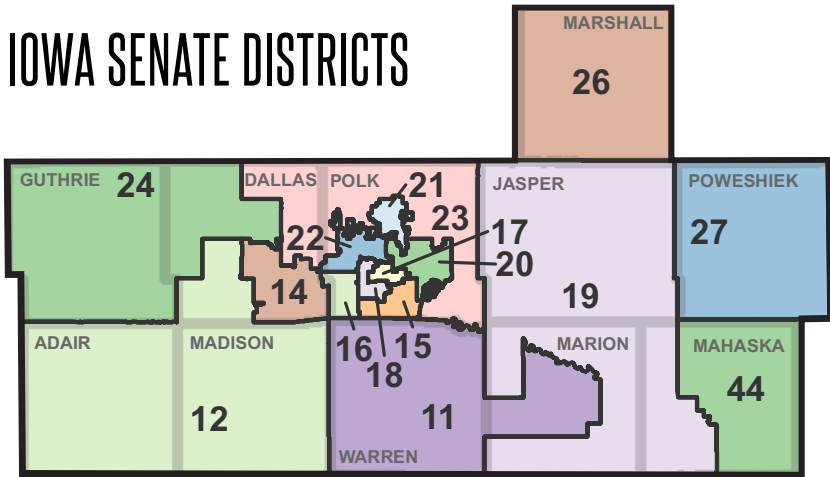 IOWA SENATE DISTRICTS
MARSHALL
26
GUTHRIE 24
DALLAS
POLK
21
JASPER
POWESHIEK
23
22
17
27
20
14
19
16
15
18
ADAIR
MADISON
MARION
MAHASKA
44
12
11
WARREN